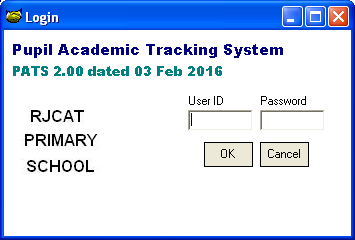 Login
Pupil Academic Tracking System
PATS 2.00 dated 03 Feb 2016
RJCAT
PRIMARY
SCHOOL
User ID Password
OK Cancel